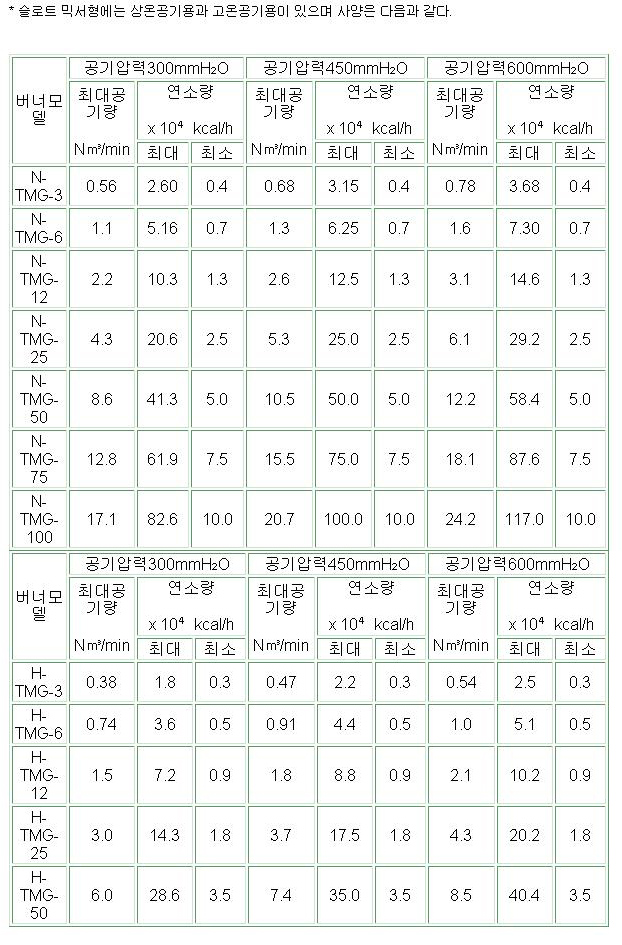 * 슬로트 믹서형에는 상온공기용과 고온공기용이 있으며 사양은 다음과 같다.
버너모델 공기압력300mmH₂O 공기압력450mmH₂O 공기압력600mmH₂O
최대공기량 연소량 최대공기량 연소량 최대공기량 연소량
x 10⁴ kcal/h x 10⁴ kcal/h x 10⁴ kcal/h
N㎥/min 최대 최소 N㎥/min 최대 최소 N㎥/min 최대 최소
N-TMG-3 0.56 2.60 0.4 0.68 3.15 0.4 0.78 3.68 0.4
N-TMG-6 1.1 5.16 0.7 1.3 6.25 0.7 1.6 7.30 0.7
N-TMG-12 2.2 10.3 1.3 2.6 12.5 1.3 3.1 14.6 1.3
N-TMG-25 4.3 20.6 2.5 5.3 25.0 2.5 6.1 29.2 2.5
N-TMG-50 8.6 41.3 5.0 10.5 50.0 5.0 12.2 58.4 5.0
N-TMG-75 12.8 61.9 7.5 15.5 75.0 7.5 18.1 87.6 7.5
N-TMG-100 17.1 82.6 10.0 20.7 100.0 10.0 24.2 117.0 10.0
버너모델 공기압력300mmH₂O 공기압력450mmH₂O 공기압력600mmH₂O
최대공기량 연소량 최대공기량 연소량 최대공기량 연소량
x 10⁴ kcal/h x 10⁴ kcal/h x 10⁴ kcal/h
N㎥/min 최대 최소 N㎥/min 최대 최소 N㎥/min 최대 최소
H-TMG-3 0.38 1.8 0.3 0.47 2.2 0.3 0.54 2.5 0.3
H-TMG-6 0.74 3.6 0.5 0.91 4.4 0.5 1.0 5.1 0.5
H-TMG-12 1.5 7.2 0.9 1.8 8.8 0.9 2.1 10.2 0.9
H-TMG-25 3.0 14.3 1.8 3.7 17.5 1.8 4.3 20.2 1.8
H-TMG-50 6.0 28.6 3.5 7.4 35.0 3.5 8.5 40.4 3.5